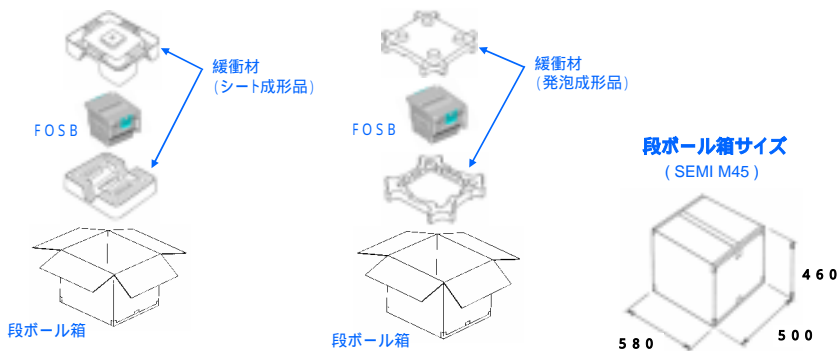 緩衝材
(シート成形品)
FOSB
段ボール箱
緩衝材
(発泡成形品)
FOSB
段ボール箱
段ボール箱サイズ
( SEMI M45 )
460
580
500